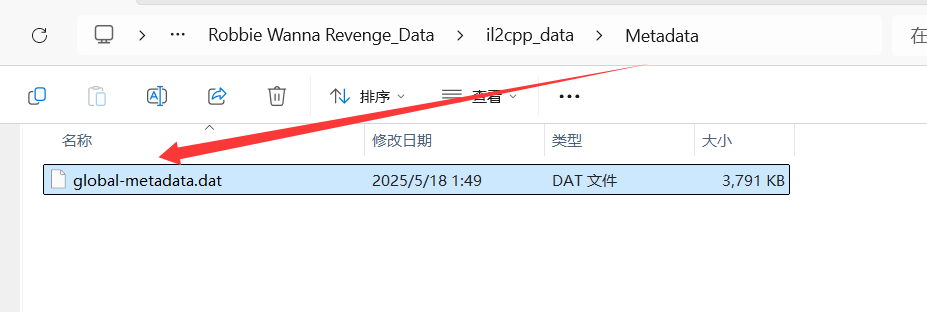 ··· Robbie Wanna Revenge_Data > il2cpp_data > Metadata 在
排序 查看 ···
名称 修改日期 类型 大小
global-metadata.dat 2025/5/18 1:49 DAT 文件 3,791 KB